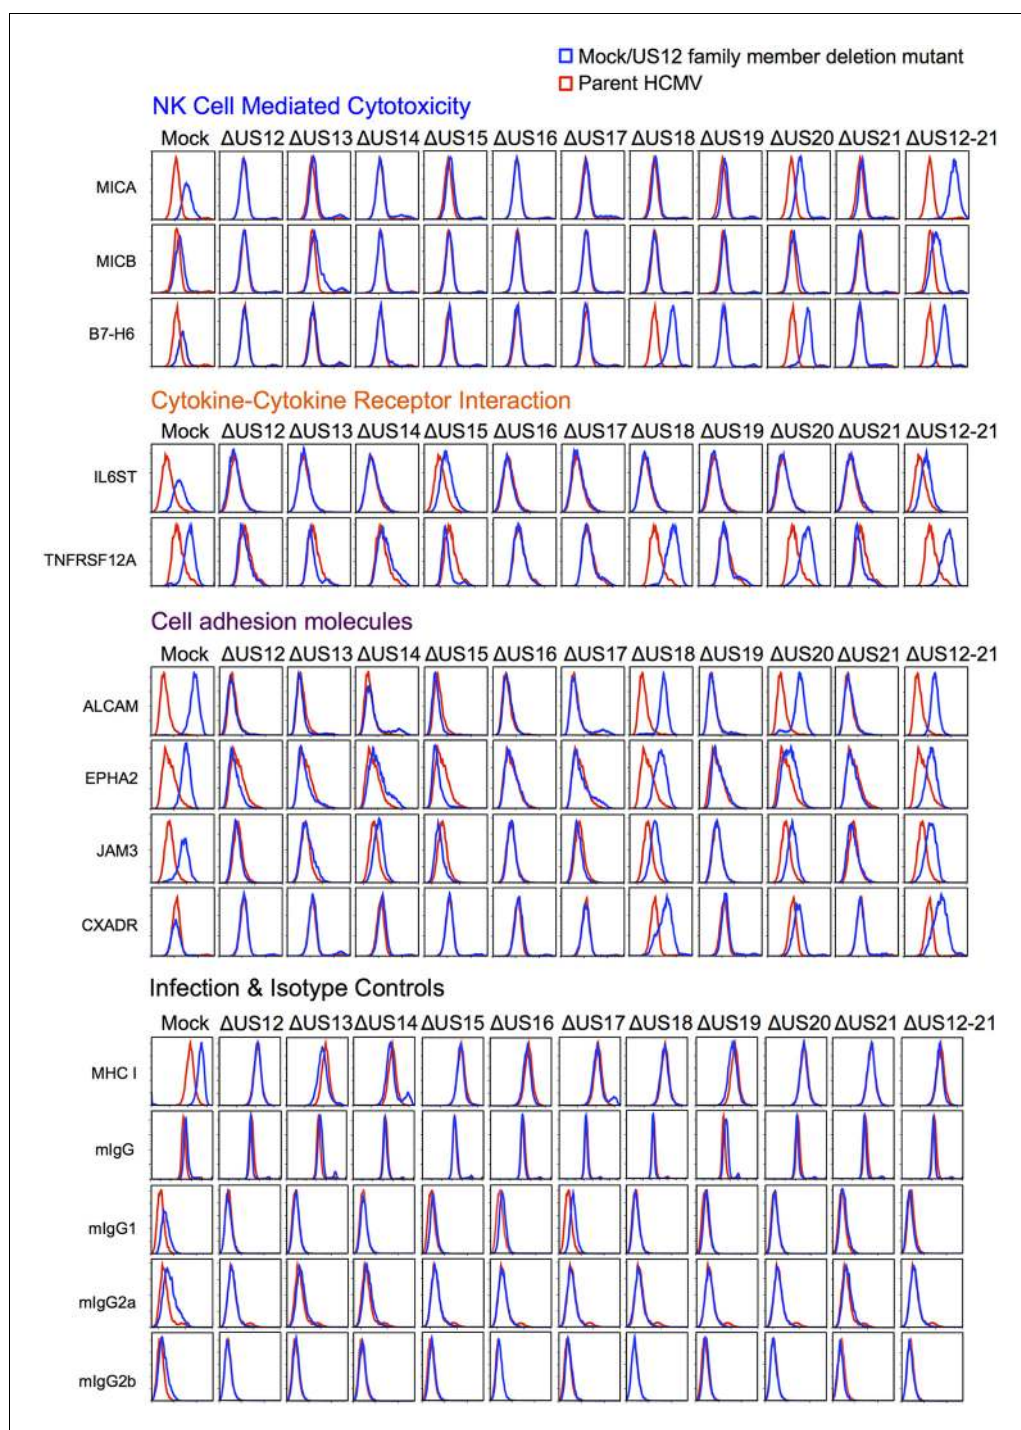 Mock/US12 family member deletion mutant
Parent HCMV
NK Cell Mediated Cytotoxicity
Mock ΔUS12 ΔUS13 ΔUS14 ΔUS15 ΔUS16 ΔUS17 ΔUS18 ΔUS19 ΔUS20 ΔUS21 ΔUS12-21
MICA
MICB
B7-H6
Cytokine-Cytokine Receptor Interaction
Mock ΔUS12 ΔUS13 ΔUS14 ΔUS15 ΔUS16 ΔUS17 ΔUS18 ΔUS19 ΔUS20 ΔUS21 ΔUS12-21
IL6ST
TNFRSF12A
Cell adhesion molecules
Mock ΔUS12 ΔUS13 ΔUS14 ΔUS15 ΔUS16 ΔUS17 ΔUS18 ΔUS19 ΔUS20 ΔUS21 ΔUS12-21
ALCAM
EPHA2
JAM3
CXADR
Infection & Isotype Controls
Mock ΔUS12 ΔUS13 ΔUS14 ΔUS15 ΔUS16 ΔUS17 ΔUS18 ΔUS19 ΔUS20 ΔUS21 ΔUS12-21
MHC I
mIgG
mIgG1
mIgG2a
mIgG2b